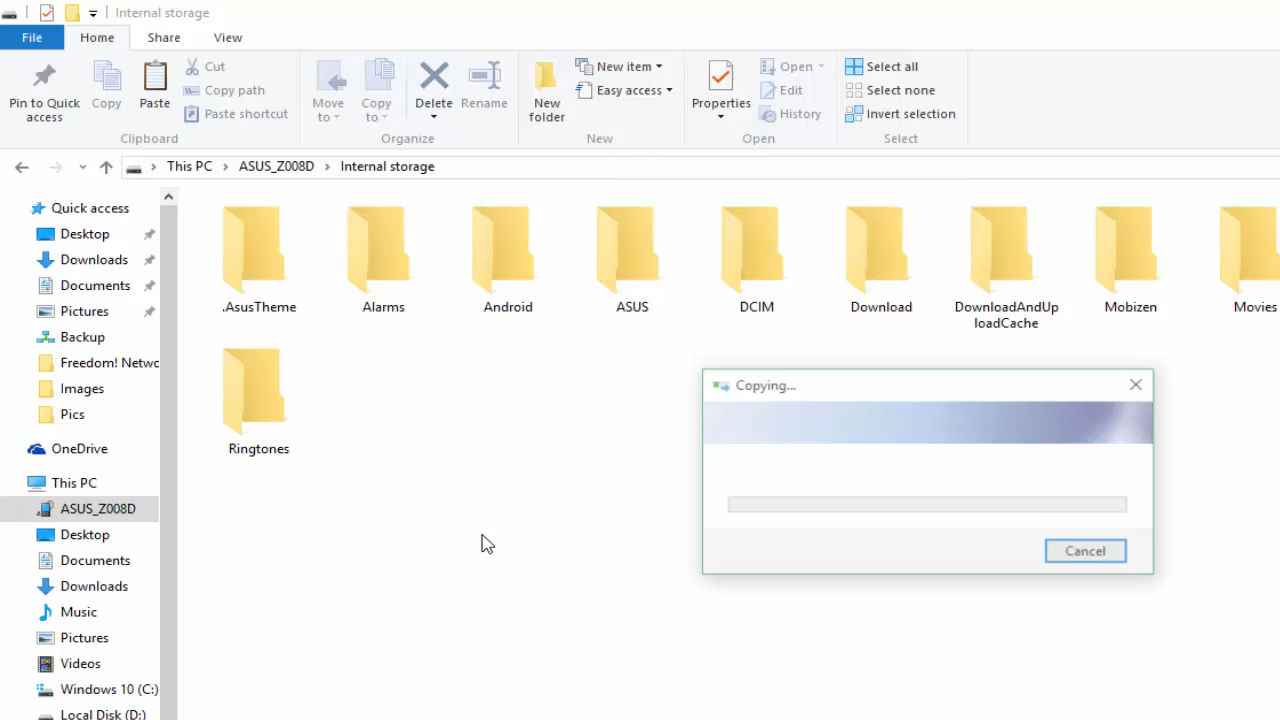 Internal storage
File
Home
Share
View
Pin to Quick
access
Copy
Paste
Cut
Copy path
Paste shortcut
Clipboard
Move
to
Copy
to
Delete
Rename
Organize
New
folder
New item
Easy access
New
Properties
Open
Edit
History
Open
Select all
Select none
Invert selection
Select
This PC
ASUS_Z008D
Internal storage
Quick access
Desktop
Downloads
Documents
Pictures
Backup
Freedom! Netwo
Images
Pics
OneDrive
This PC
ASUS_Z008D
Desktop
Documents
Downloads
Music
Pictures
Videos
Windows 10 (C:)
Local Disk (D:)
.AsusTheme
Alarms
Android
ASUS
DCIM
Download
DownloadAndUp
loadCache
Mobizen
Movies
Ringtones
Copying...
Cancel